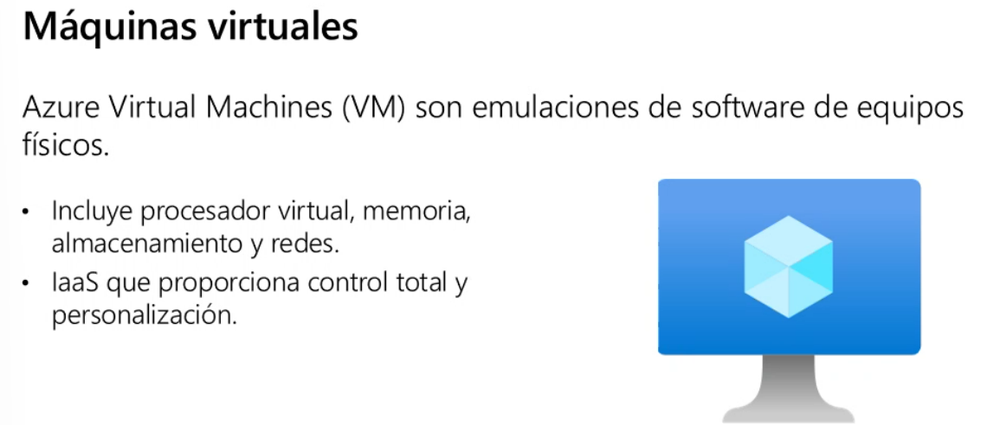 Máquinas virtuales
Azure Virtual Machines (VM) son emulaciones de software de equipos
físicos.
• Incluye procesador virtual, memoria,
almacenamiento y redes.
• IaaS que proporciona control total y
personalización.